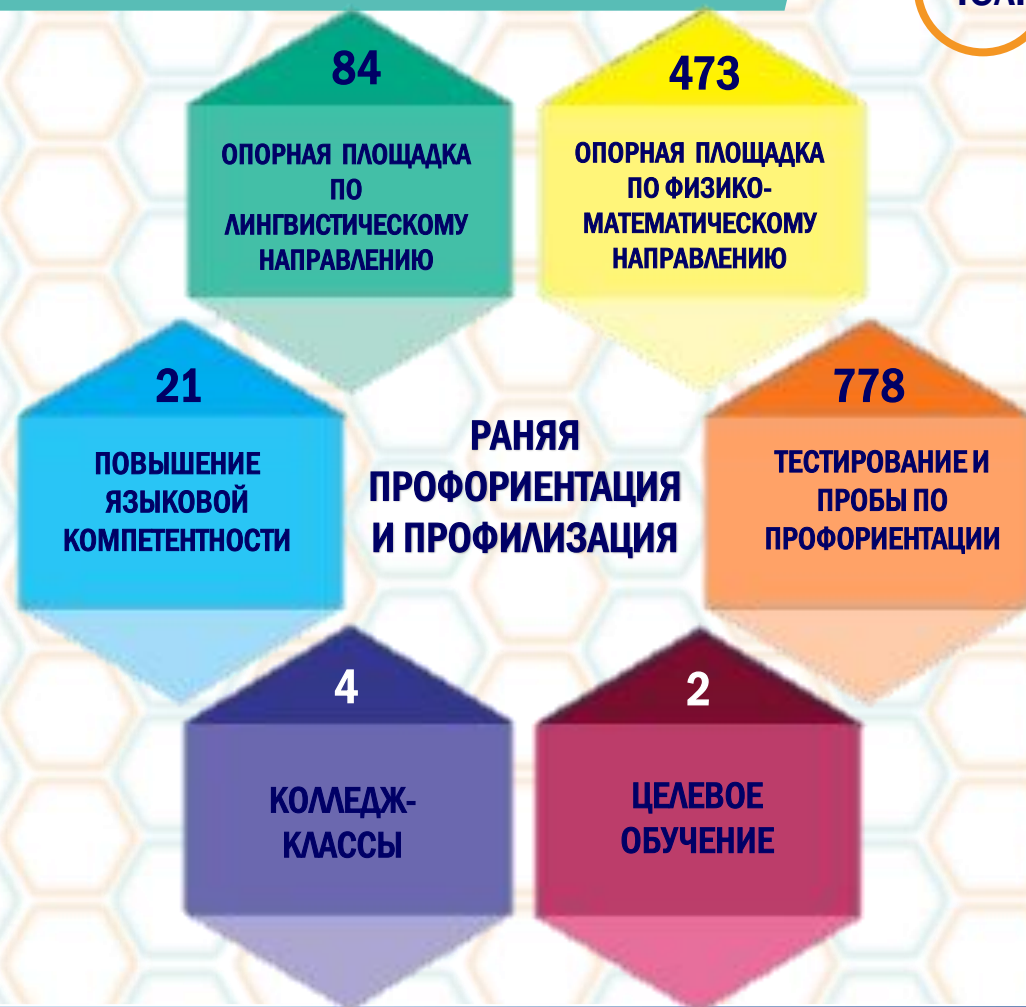 84
ОПОРНАЯ ПЛОЩАДКА
ПО
ЛИНГВИСТИЧЕСКОМУ
НАПРАВЛЕНИЮ
473
ОПОРНАЯ ПЛОЩАДКА
ПО ФИЗИКО-
МАТЕМАТИЧЕСКОМУ
НАПРАВЛЕНИЮ
21
ПОВЫШЕНИЕ
ЯЗЫКОВОЙ
КОМПЕТЕНТНОСТИ
РАНЯЯ
ПРОФОРИЕНТАЦИЯ
И ПРОФИЛИЗАЦИЯ
778
ТЕСТИРОВАНИЕ И
ПРОБЫ ПО
ПРОФОРИЕНТАЦИИ
4
КОЛЛЕДЖ-
КЛАССЫ
2
ЦЕЛЕВОЕ
ОБУЧЕНИЕ